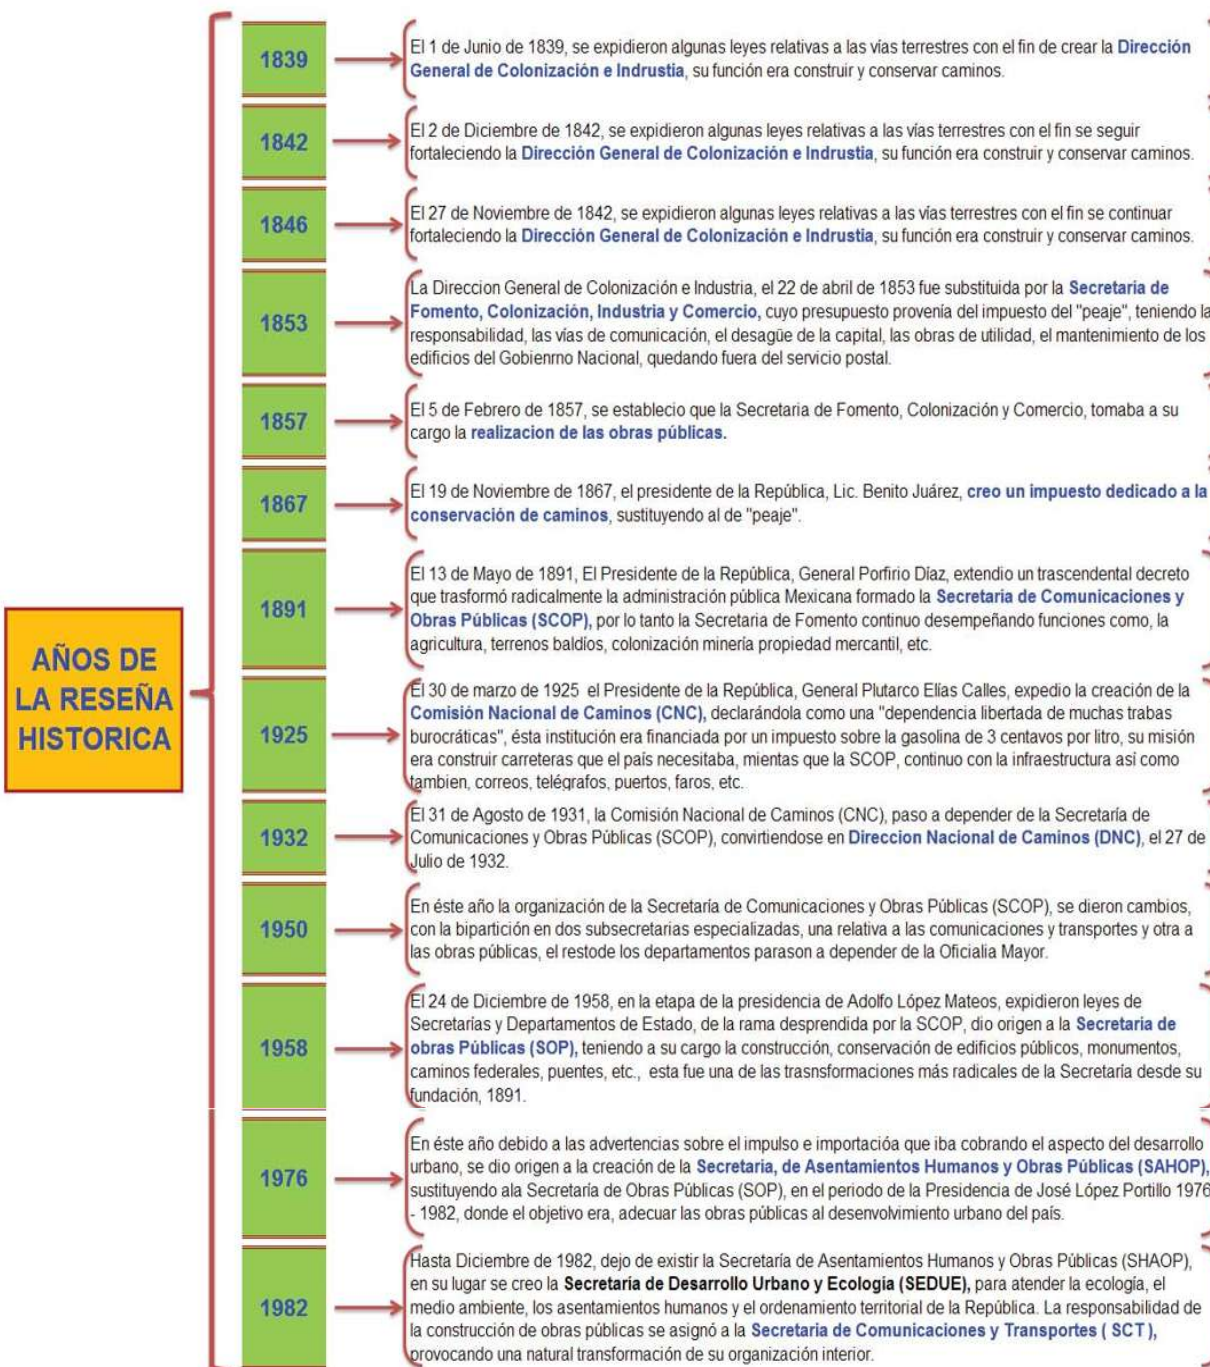 AÑOS DE
LA RESEÑA
HISTORICA
1839
El 1 de Junio de 1839, se expidieron algunas leyes relativas a las vías terrestres con el fin de crear la Dirección
General de Colonización e Indrustia, su función era construir y conservar caminos.
1842
El 2 de Diciembre de 1842, se expidieron algunas leyes relativas a las vías terrestres con el fin se seguir
fortaleciendo la Dirección General de Colonización e Indrustia, su función era construir y conservar caminos.
1846
El 27 de Noviembre de 1842, se expidieron algunas leyes relativas a las vías terrestres con el fin se continuar
fortaleciendo la Dirección General de Colonización e Indrustia, su función era construir y conservar caminos.
1853
La Direccion General de Colonización e Industria, el 22 de abril de 1853 fue substituida por la Secretaria de
Fomento, Colonización, Industria y Comercio, cuyo presupuesto provenía del impuesto del "peaje", teniendo la
responsabilidad, las vías de comunicación, el desagüe de la capital, las obras de utilidad, el mantenimiento de los
edificios del Gobienrno Nacional, quedando fuera del servicio postal.
1857
El 5 de Febrero de 1857, se establecio que la Secretaria de Fomento, Colonización y Comercio, tomaba a su
cargo la realizacion de las obras públicas.
1867
El 19 de Noviembre de 1867, el presidente de la República, Lic. Benito Juárez, creo un impuesto dedicado a la
conservación de caminos, sustituyendo al de "peaje".
1891
El 13 de Mayo de 1891, El Presidente de la República, General Porfirio Díaz, extendio un trascendental decreto
que trasformó radicalmente la administración pública Mexicana formado la Secretaria de Comunicaciones y
Obras Públicas (SCOP), por lo tanto la Secretaria de Fomento continuo desempeñando funciones como, la
agricultura, terrenos baldíos, colonización minería propiedad mercantil, etc.
1925
El 30 de marzo de 1925 el Presidente de la República, General Plutarco Elías Calles, expedio la creación de la
Comisión Nacional de Caminos (CNC), declarándola como una "dependencia libertada de muchas trabas
burocráticas", ésta institución era financiada por un impuesto sobre la gasolina de 3 centavos por litro, su misión
era construir carreteras que el país necesitaba, mientas que la SCOP, continuo con la infraestructura así como
tambien, correos, telégrafos, puertos, faros, etc.
1932
El 31 de Agosto de 1931, la Comisión Nacional de Caminos (CNC), paso a depender de la Secretaría de
Comunicaciones y Obras Públicas (SCOP), convirtiendose en Direccion Nacional de Caminos (DNC), el 27 de
Julio de 1932.
1950
En éste año la organización de la Secretaría de Comunicaciones y Obras Públicas (SCOP), se dieron cambios,
con la bipartición en dos subsecretarias especializadas, una relativa a las comunicaciones y transportes y otra a
las obras públicas, el restode los departamentos parason a depender de la Oficialia Mayor.
1958
El 24 de Diciembre de 1958, en la etapa de la presidencia de Adolfo López Mateos, expidieron leyes de
Secretarías y Departamentos de Estado, de la rama desprendida por la SCOP, dio origen a la Secretaria de
obras Públicas (SOP), teniendo a su cargo la construcción, conservación de edificios públicos, monumentos,
caminos federales, puentes, etc., esta fue una de las trasnsformaciones más radicales de la Secretaría desde su
fundación, 1891.
1976
En éste año debido a las advertencias sobre el impulso e importacióa que iba cobrando el aspecto del desarrollo
urbano, se dio origen a la creación de la Secretaria, de Asentamientos Humanos y Obras Públicas (SAHOP),
sustituyendo ala Secretaría de Obras Públicas (SOP), en el periodo de la Presidencia de José López Portillo 1976
- 1982, donde el objetivo era, adecuar las obras públicas al desenvolvimiento urbano del país.
1982
Hasta Diciembre de 1982, dejo de existir la Secretaría de Asentamientos Humanos y Obras Públicas (SHAOP),
en su lugar se creo la Secretaría de Desarrollo Urbano y Ecología (SEDUE), para atender la ecología, el
medio ambiente, los asentamientos humanos y el ordenamiento territorial de la República. La responsabilidad de
la construcción de obras públicas se asignó a la Secretaria de Comunicaciones y Transportes ( SCT ),
provocando una natural transformación de su organización interior.